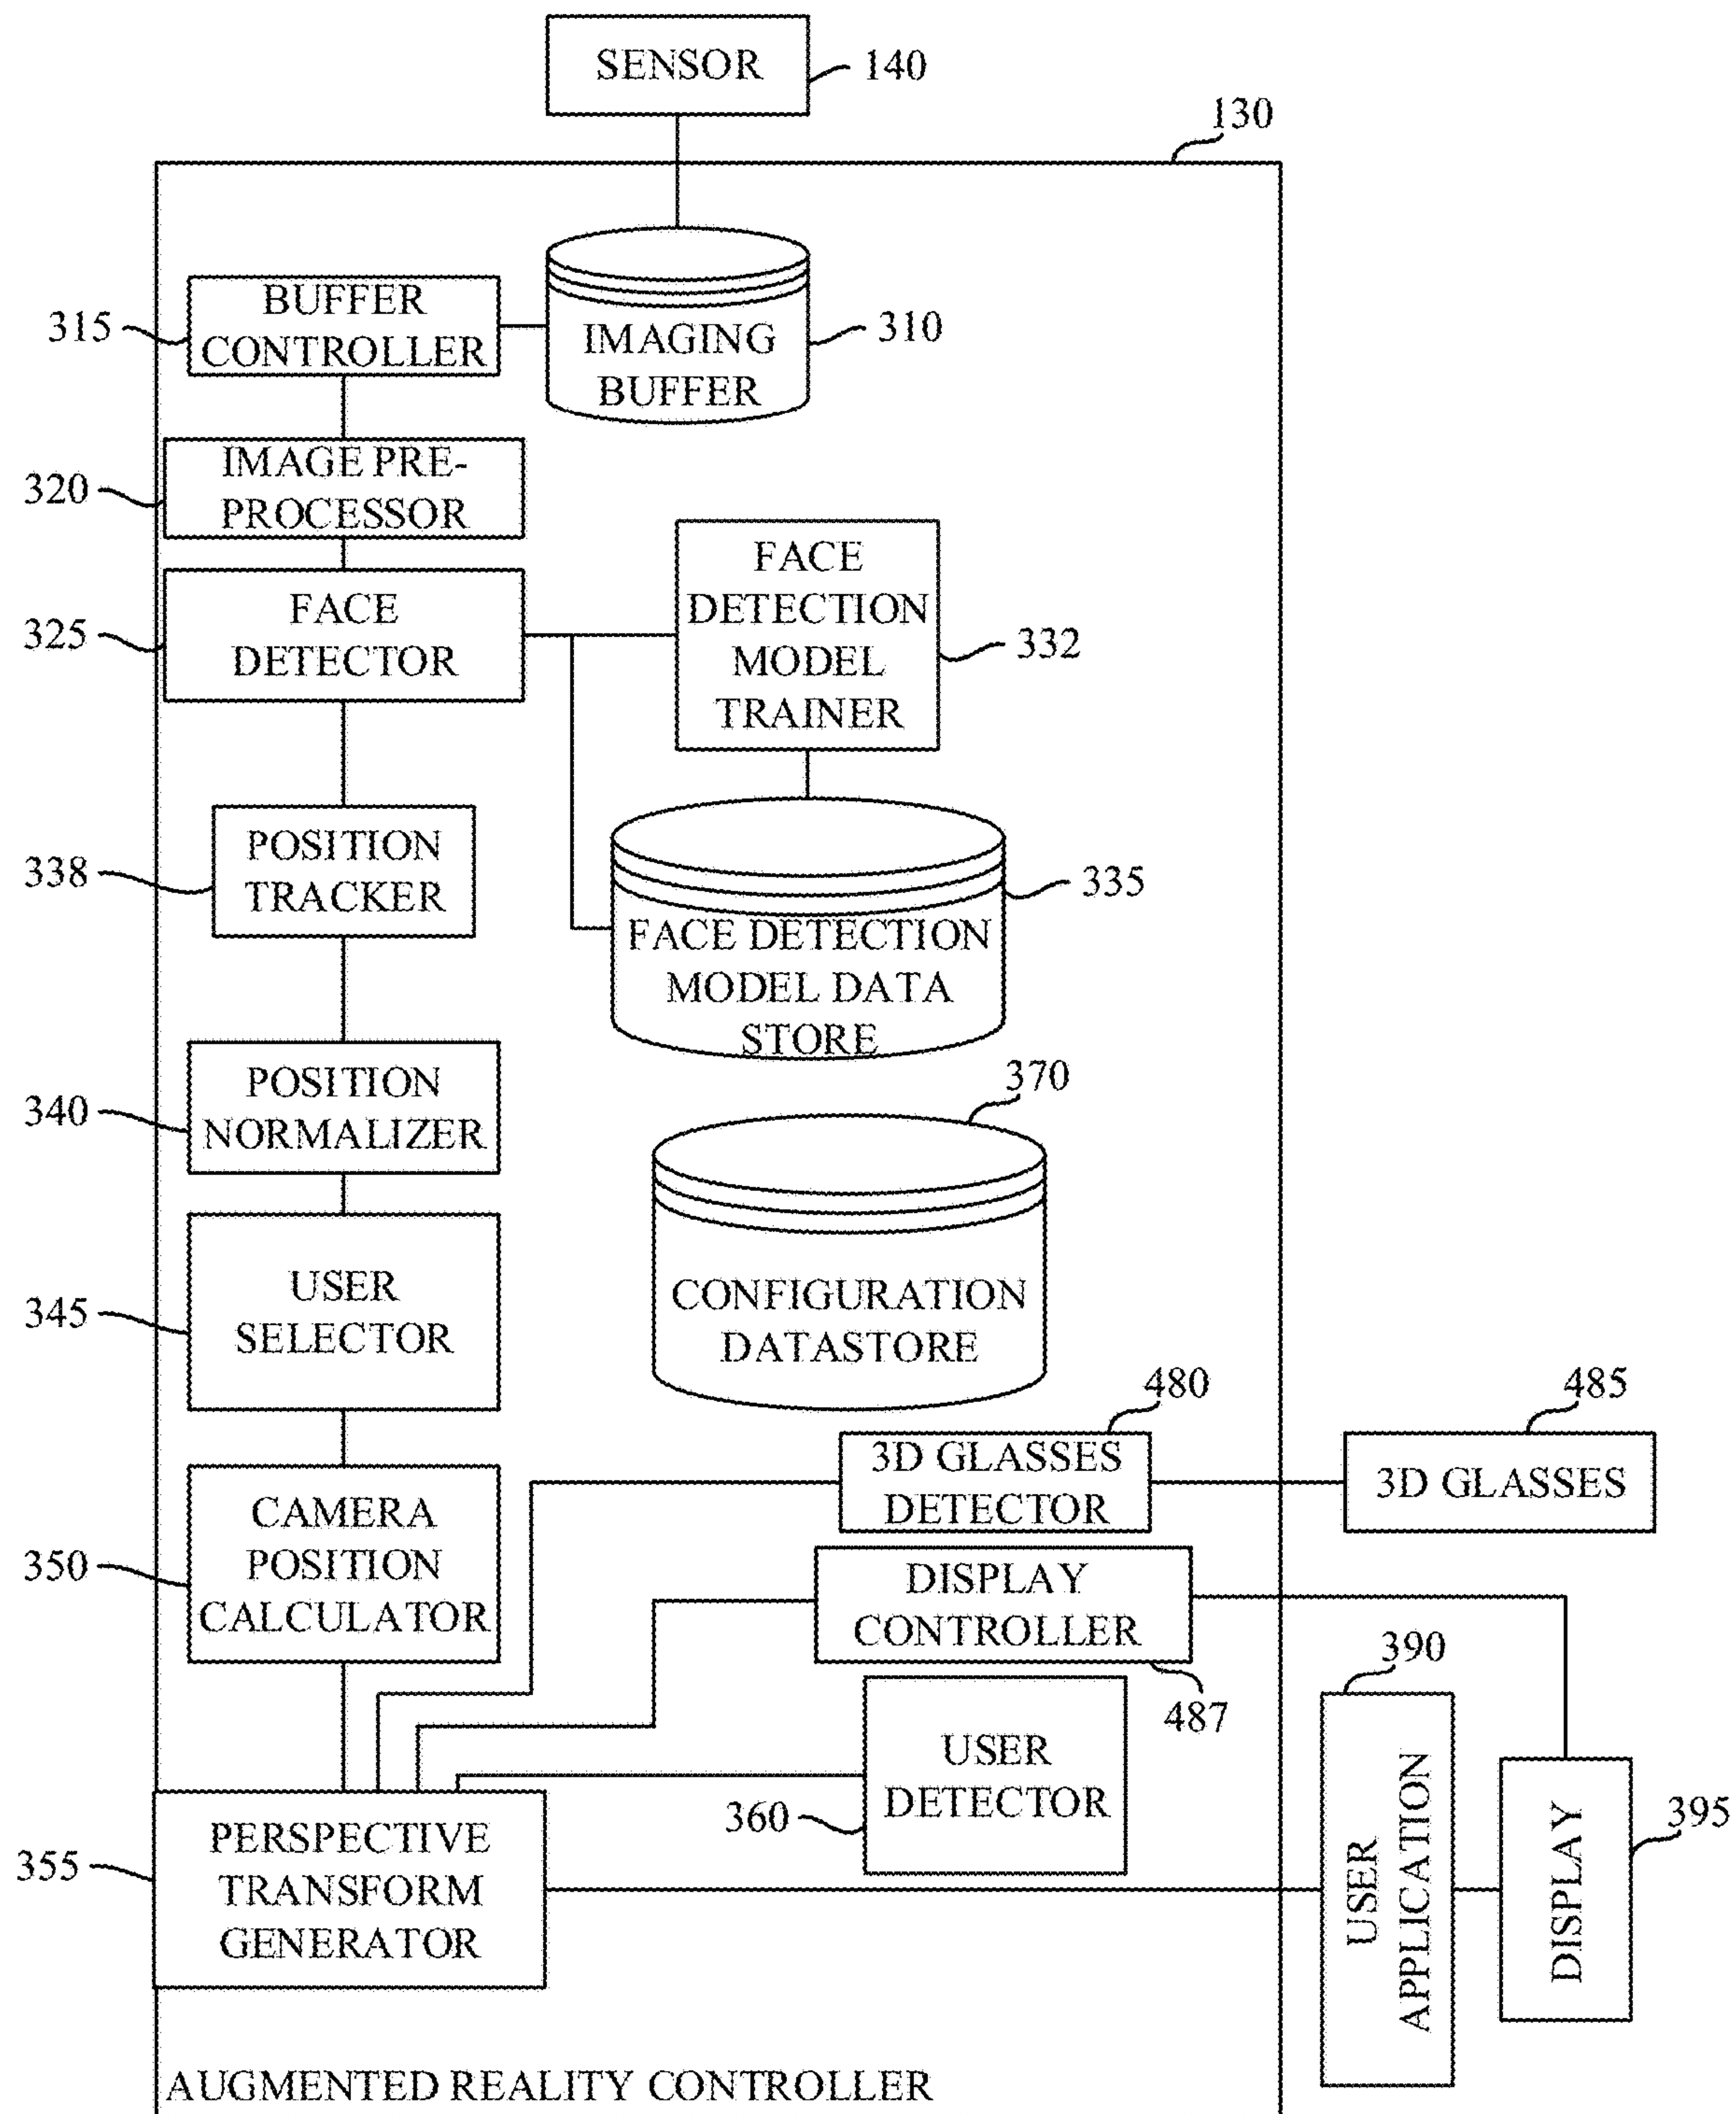 SENSOR
140
130
BUFFER
CONTROLLER
315
IMAGING
BUFFER
310
IMAGE PRE-
PROCESSOR
320
FACE
DETECTOR
325
FACE
DETECTION
MODEL
TRAINER
332
POSITION
TRACKER
338
335
FACE DETECTION
MODEL DATA
STORE
POSITION
NORMALIZER
340
370
CONFIGURATION
DATASTORE
USER
SELECTOR
345
480
3D GLASSES
DETECTOR
485
3D GLASSES
CAMERA
POSITION
CALCULATOR
350
DISPLAY
CONTROLLER
487
390
USER
DETECTOR
360
PERSPECTIVE
TRANSFORM
GENERATOR
355
USER
APPLICATION
DISPLAY
395
AUGMENTED REALITY CONTROLLER